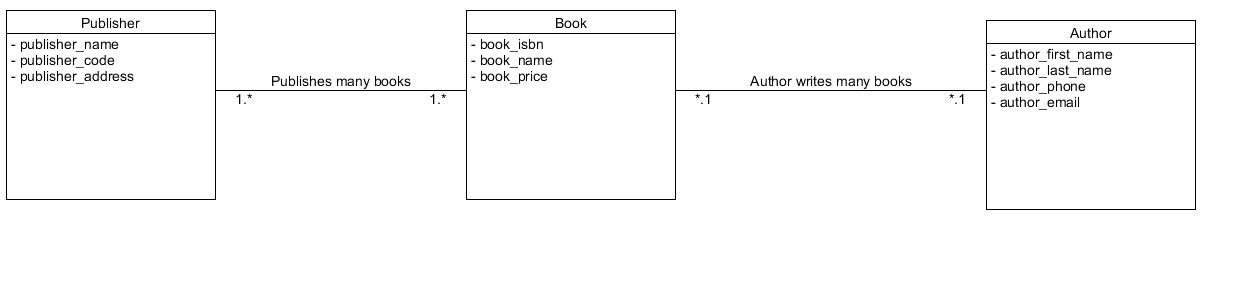 Publisher
- publisher_name
- publisher_code
- publisher_address
Publishes many books
1.*
1.*
Book
- book_isbn
- book_name
- book_price
Author writes many books
*.1
*.1
Author
- author_first_name
- author_last_name
- author_phone
- author_email